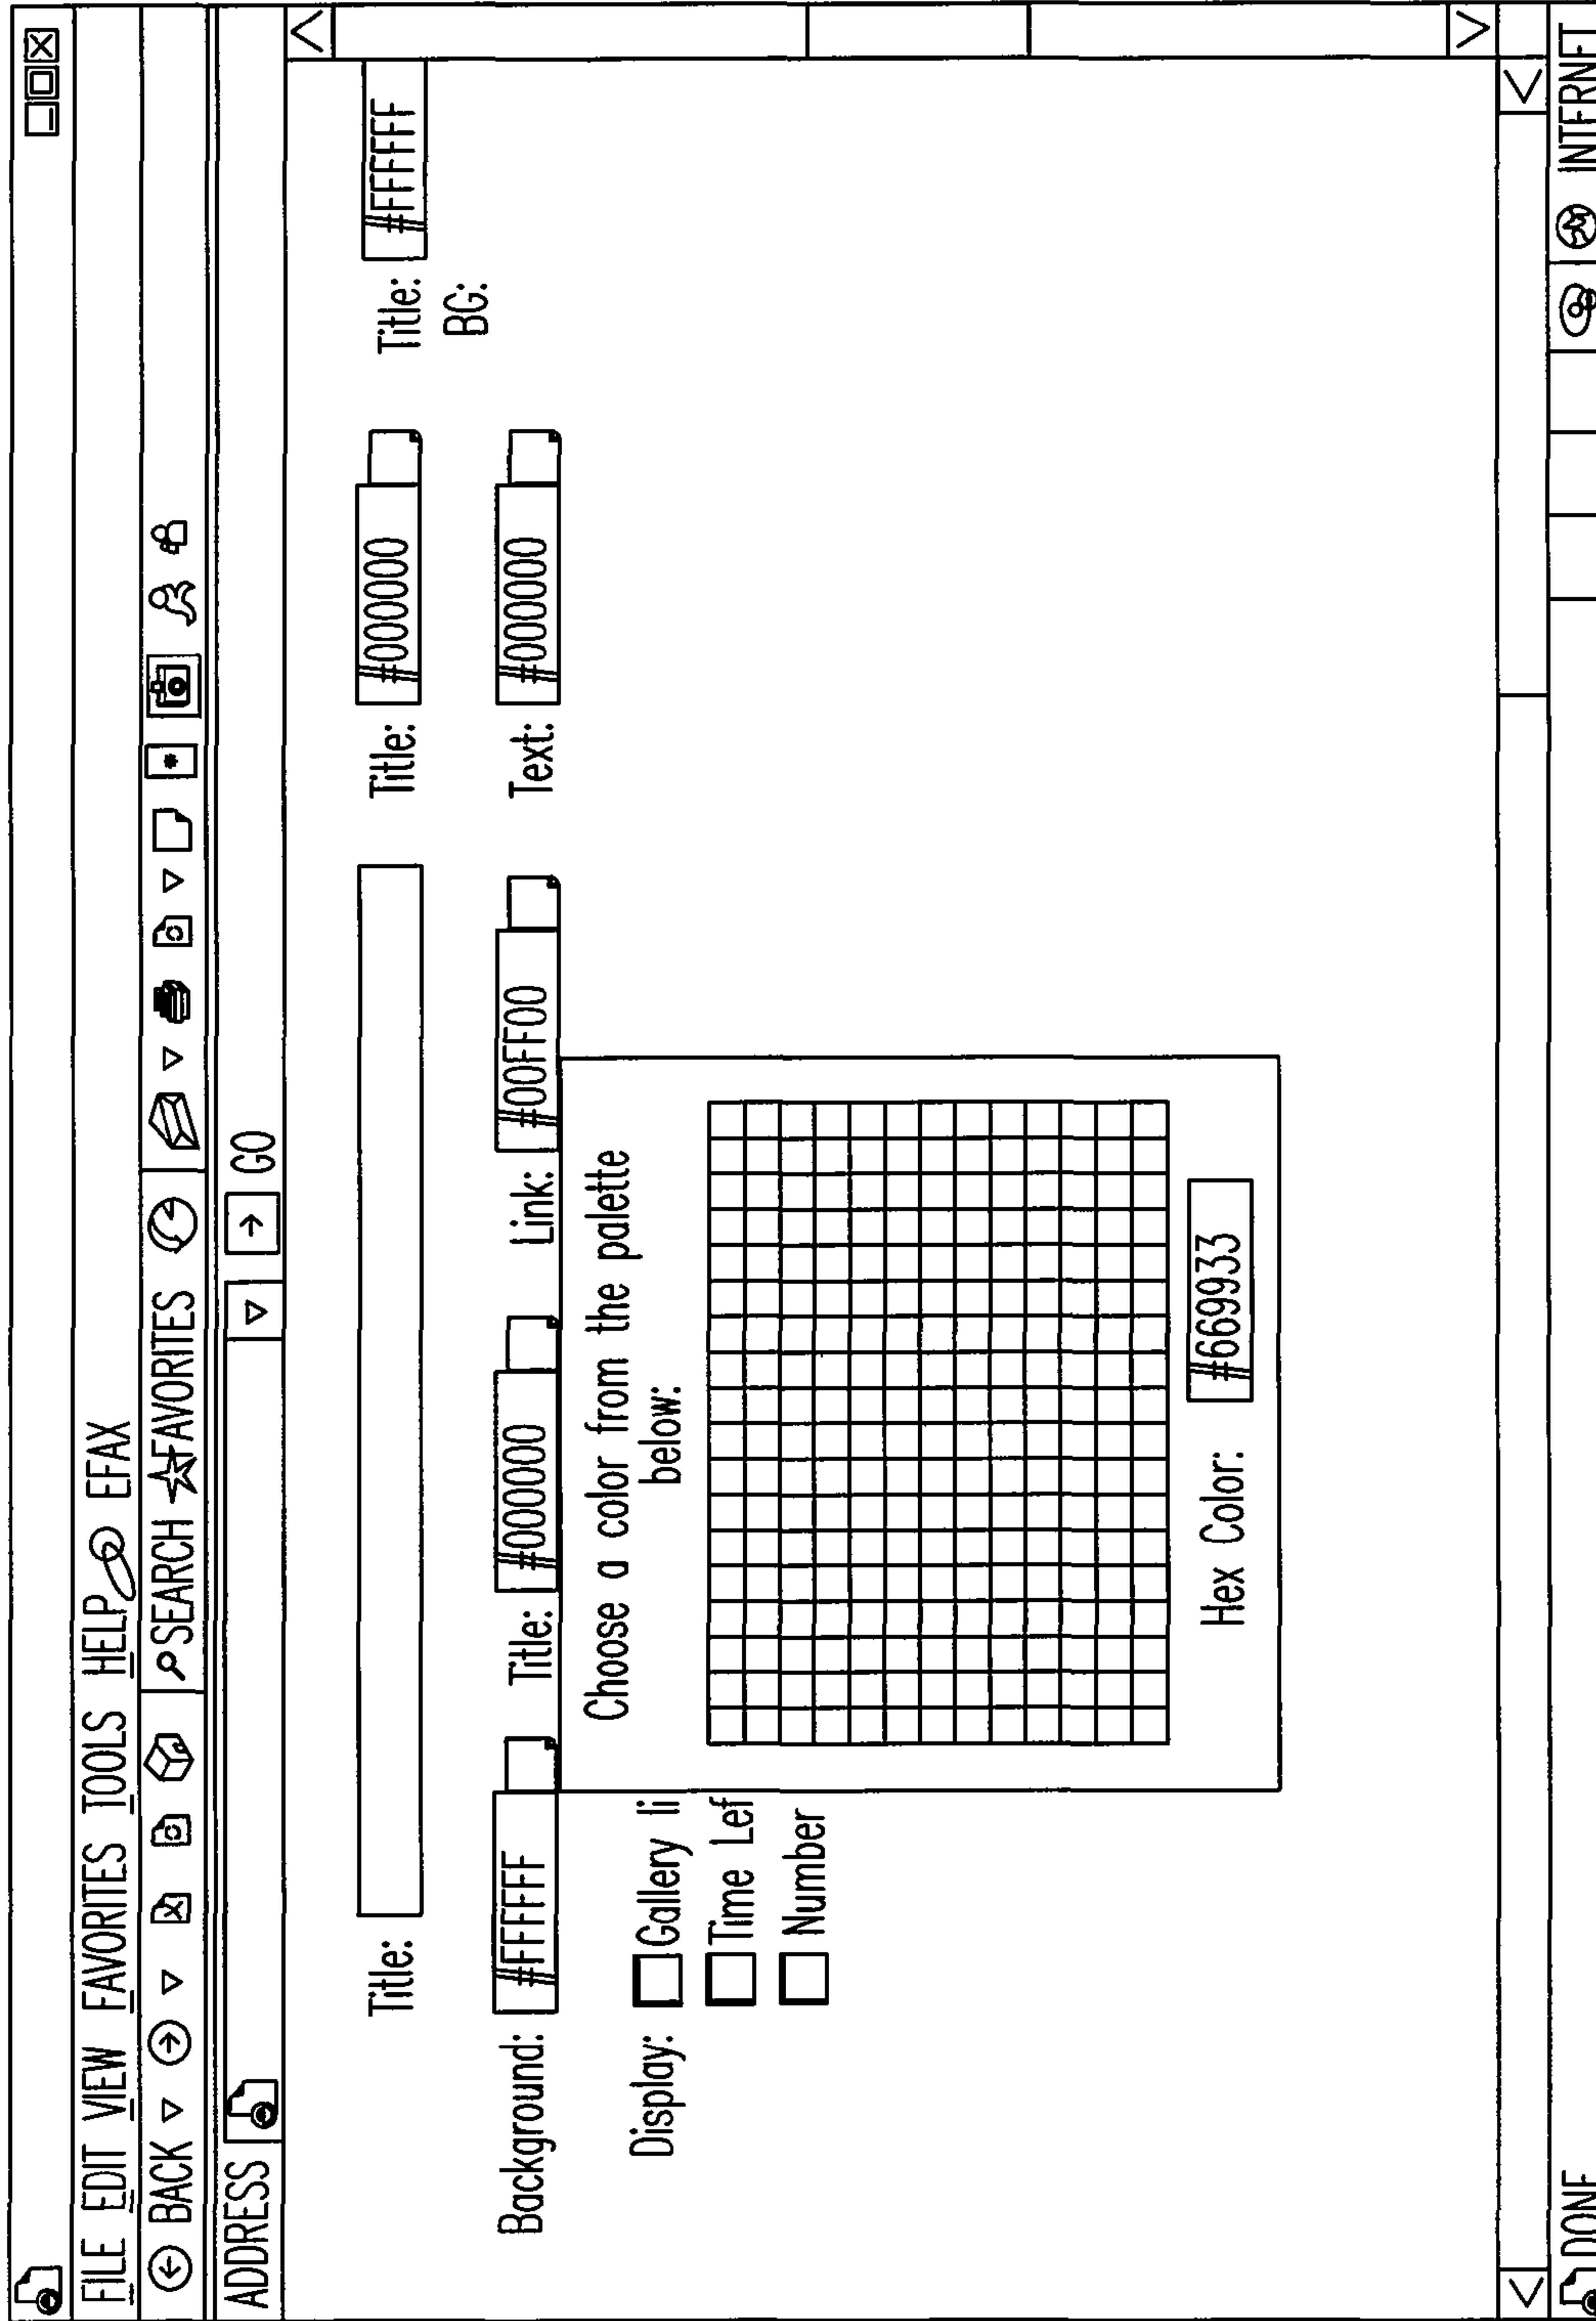 FILE EDIT VIEW FAVORITES TOOLS HELP EFAX
BACK SEARCH FAVORITES
ADDRESS GO
Title: Title: #000000 Title: #FFFFFF
BG:
Background: #FFFFFF Title: #000000 Link: #00FF00 Text: #000000
Choose a color from the palette
below:
Display: Gallery li
Time Lef
Number
Hex Color: #669933
DONE INTERNET